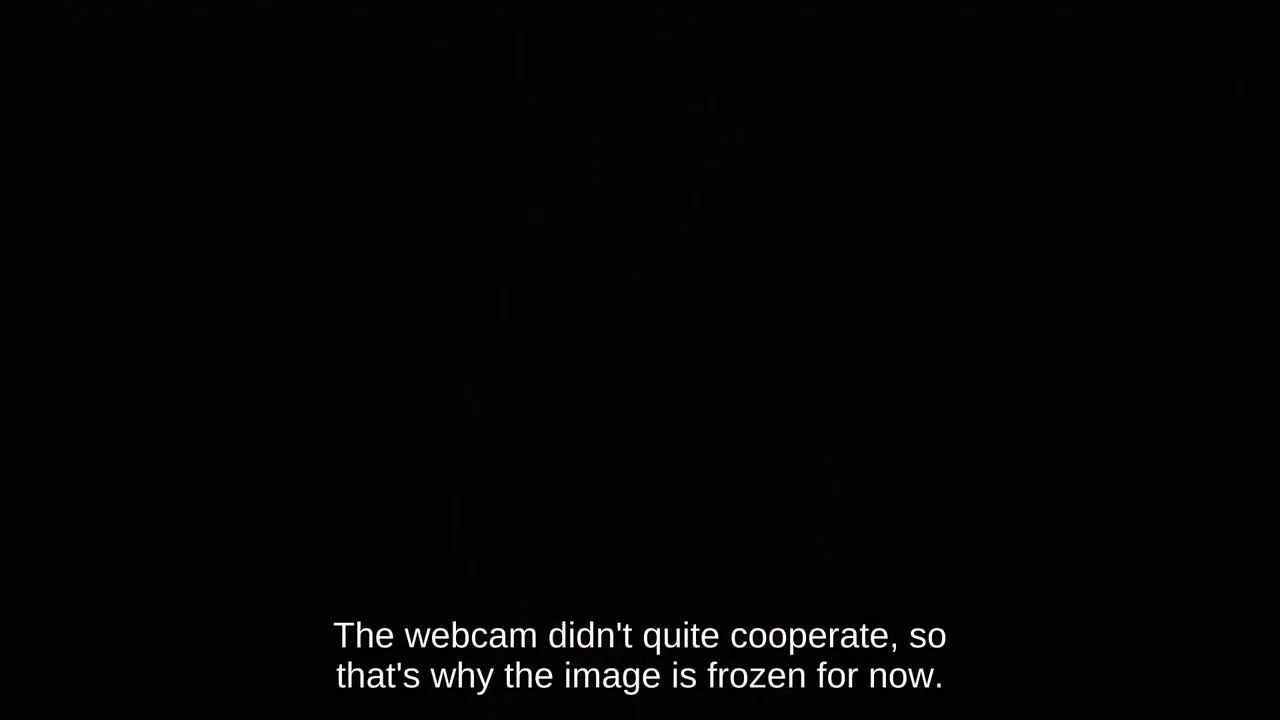 The webcam didn't quite cooperate, so
that's why the image is frozen for now.